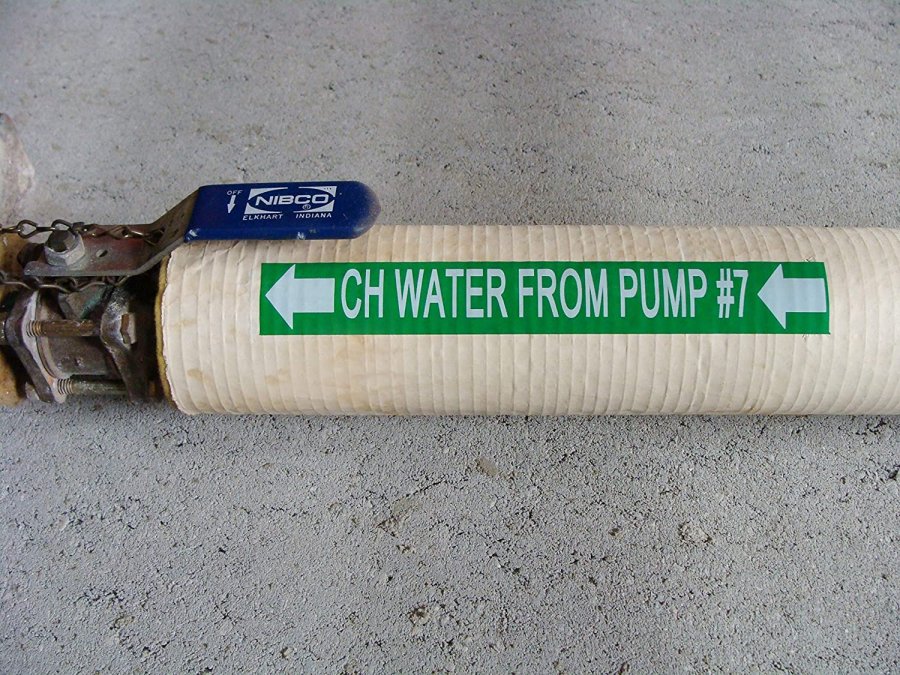 OFF
NIBCO
ELKHART INDIANA
CH WATER FROM PUMP #7